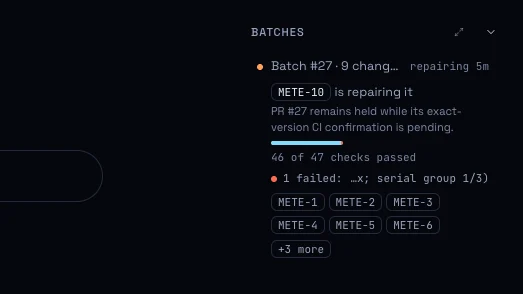 BATCHES
Batch #27 · 9 chang… repairing 5m
METE-10 is repairing it
PR #27 remains held while its exact-
version CI confirmation is pending.
46 of 47 checks passed
1 failed: …x; serial group 1/3)
METE-1 METE-2 METE-3
METE-4 METE-5 METE-6
+3 more